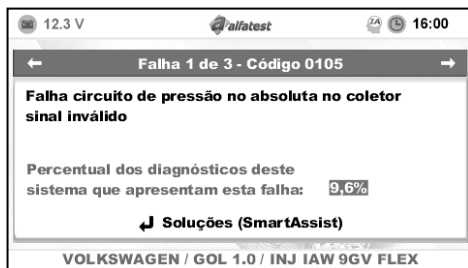 12.3 V alfatest IA 16:00
← Falha 1 de 3 - Código 0105 →
Falha circuito de pressão no absoluta no coletor
sinal inválido
Percentual dos diagnósticos deste
sistema que apresentam esta falha: 9,6%
Soluções (SmartAssist)
VOLKSWAGEN / GOL 1.0 / INJ IAW 9GV FLEX